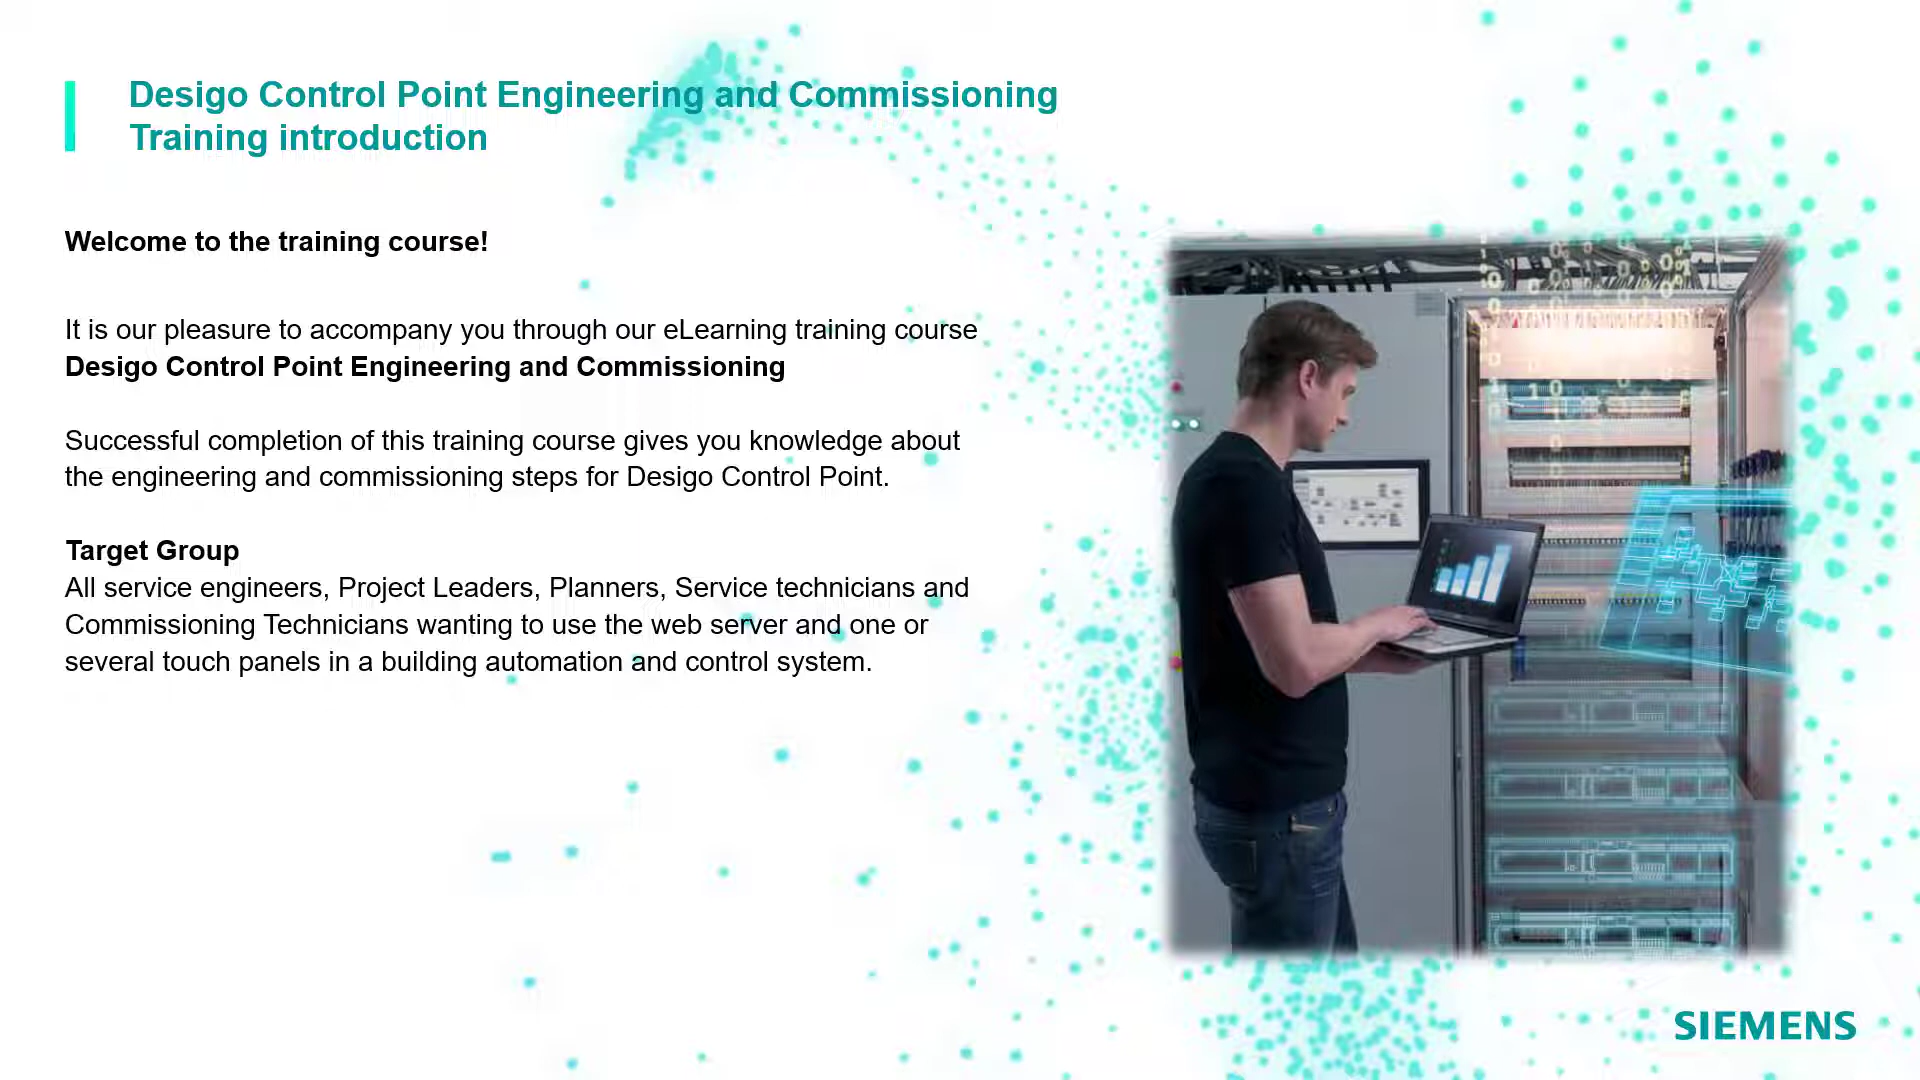 Desigo Control Point Engineering and Commissioning
Training introduction
Welcome to the training course!
It is our pleasure to accompany you through our eLearning training course
Desigo Control Point Engineering and Commissioning
Successful completion of this training course gives you knowledge about
the engineering and commissioning steps for Desigo Control Point.
Target Group
All service engineers, Project Leaders, Planners, Service technicians and
Commissioning Technicians wanting to use the web server and one or
several touch panels in a building automation and control system.
SIEMENS